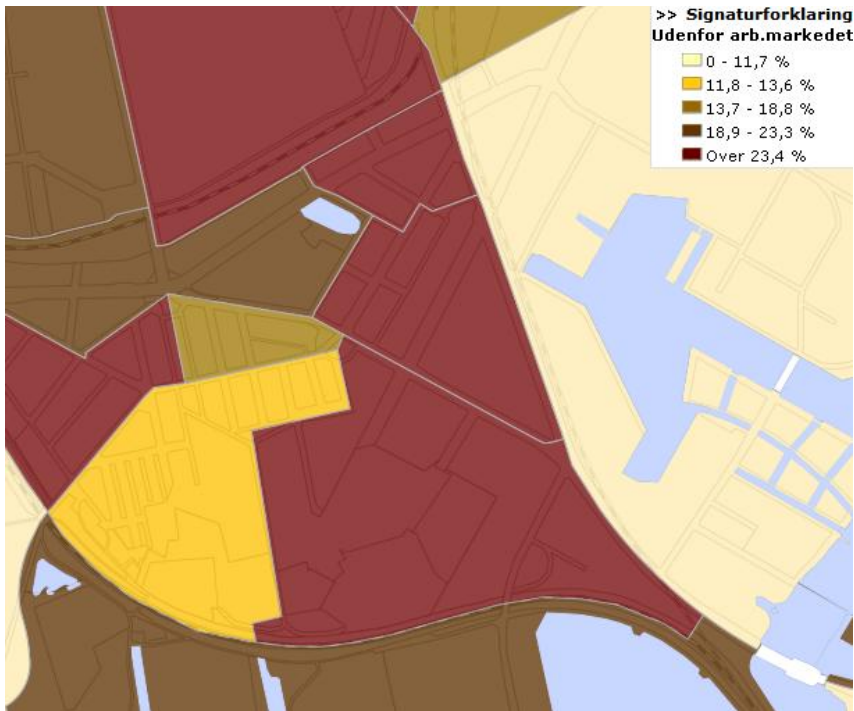 >> Signaturforklaring
Udenfor arb.markedet
0 - 11,7 %
11,8 - 13,6 %
13,7 - 18,8 %
18,9 - 23,3 %
Over 23,4 %